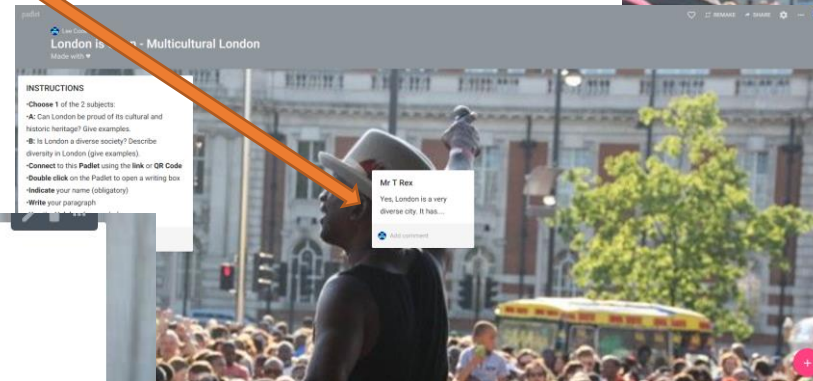 padlet
REMAKE SHARE
London is - Multicultural London
Made with ♥
INSTRUCTIONS
-Choose 1 of the 2 subjects:
-A: Can London be proud of its cultural and
historic heritage? Give examples.
-B: Is London a diverse society? Describe
diversity in London (give examples).
-Connect to this Padlet using the link or QR Code
-Double click on the Padlet to open a writing box
-Indicate your name (obligatory)
-Write your paragraph
Mr T Rex
Yes, London is a very
diverse city. It has....
Add comment